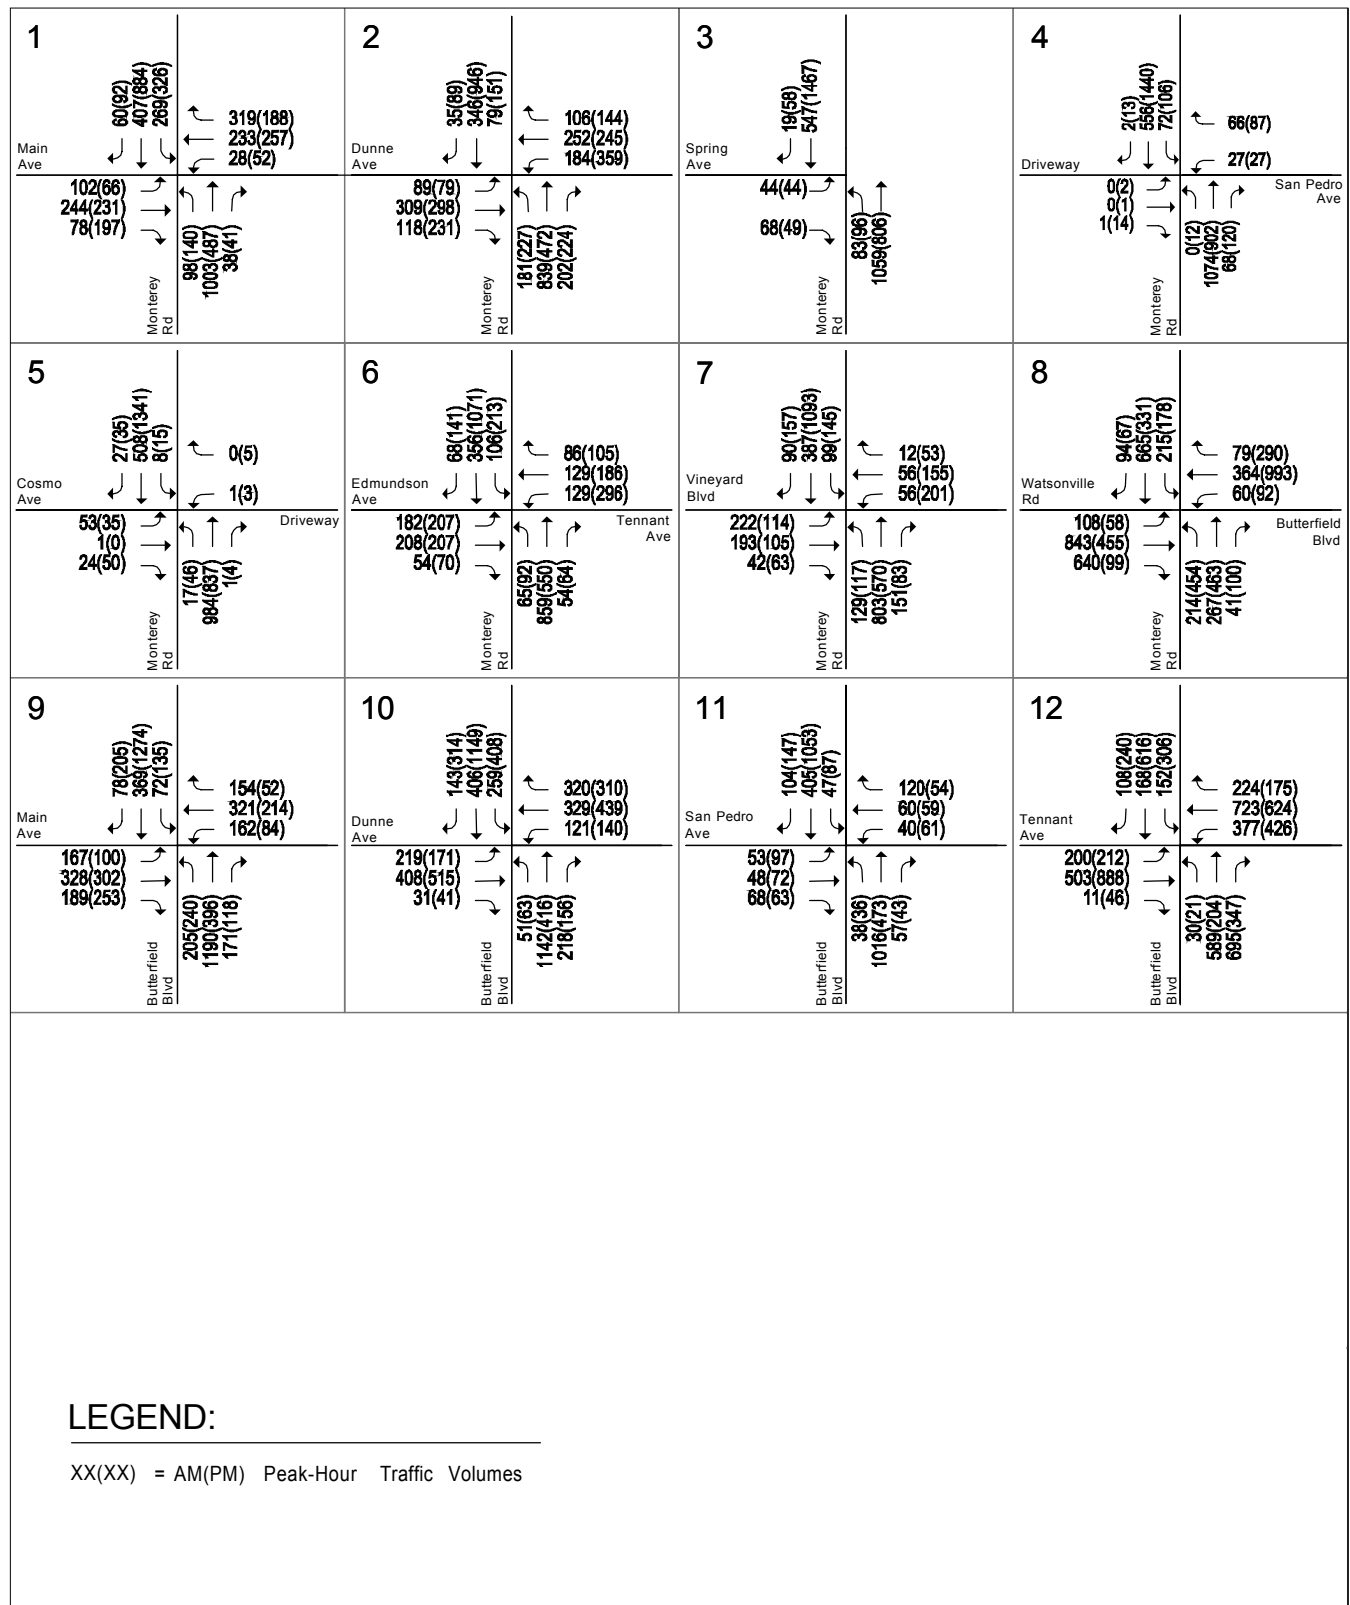 1
60(92)
407(884)
269(326)
319(188)
233(257)
28(52)
Main
Ave
102(66)
244(231)
78(197)
98(140)
1003(487)
38(41)
Monterey
Rd
2
35(89)
346(946)
79(151)
106(144)
252(245)
184(359)
Dunne
Ave
89(79)
309(298)
118(231)
181(227)
839(472)
202(224)
Monterey
Rd
3
19(58)
547(1467)
Spring
Ave
44(44)
68(49)
83(96)
1059(806)
Monterey
Rd
4
2(13)
556(1440)
72(106)
66(87)
27(27)
Driveway
San Pedro
Ave
0(2)
0(1)
1(14)
0(12)
1074(902)
68(120)
Monterey
Rd
5
27(35)
508(1341)
8(15)
0(5)
1(3)
Cosmo
Ave
Driveway
53(35)
1(0)
24(50)
17(46)
984(837)
1(4)
Monterey
Rd
6
68(141)
356(1071)
106(213)
86(105)
129(186)
129(296)
Edmundson
Ave
Tennant
Ave
182(207)
208(207)
54(70)
65(92)
859(550)
54(64)
Monterey
Rd
7
90(157)
387(1093)
99(145)
12(53)
56(155)
56(201)
Vineyard
Blvd
222(114)
193(105)
42(63)
129(117)
803(570)
151(83)
Monterey
Rd
8
94(67)
665(331)
215(178)
79(290)
364(993)
60(92)
Watsonville
Rd
Butterfield
Blvd
108(58)
843(455)
640(99)
214(454)
267(463)
41(100)
Monterey
Rd
9
78(205)
369(1274)
72(135)
154(52)
321(214)
162(84)
Main
Ave
167(100)
328(302)
189(253)
205(240)
1190(396)
171(118)
Butterfield
Blvd
10
143(314)
406(1149)
259(408)
320(310)
329(439)
121(140)
Dunne
Ave
219(171)
408(515)
31(41)
51(63)
1142(416)
218(156)
Butterfield
Blvd
11
104(147)
405(1053)
47(87)
120(54)
60(59)
40(61)
San Pedro
Ave
53(97)
48(72)
68(63)
38(36)
1016(473)
57(43)
Butterfield
Blvd
12
108(240)
168(616)
152(306)
224(175)
723(624)
377(426)
Tennant
Ave
200(212)
503(888)
11(46)
30(21)
589(204)
695(347)
Butterfield
Blvd
LEGEND:
XX(XX) = AM(PM) Peak-Hour Traffic Volumes